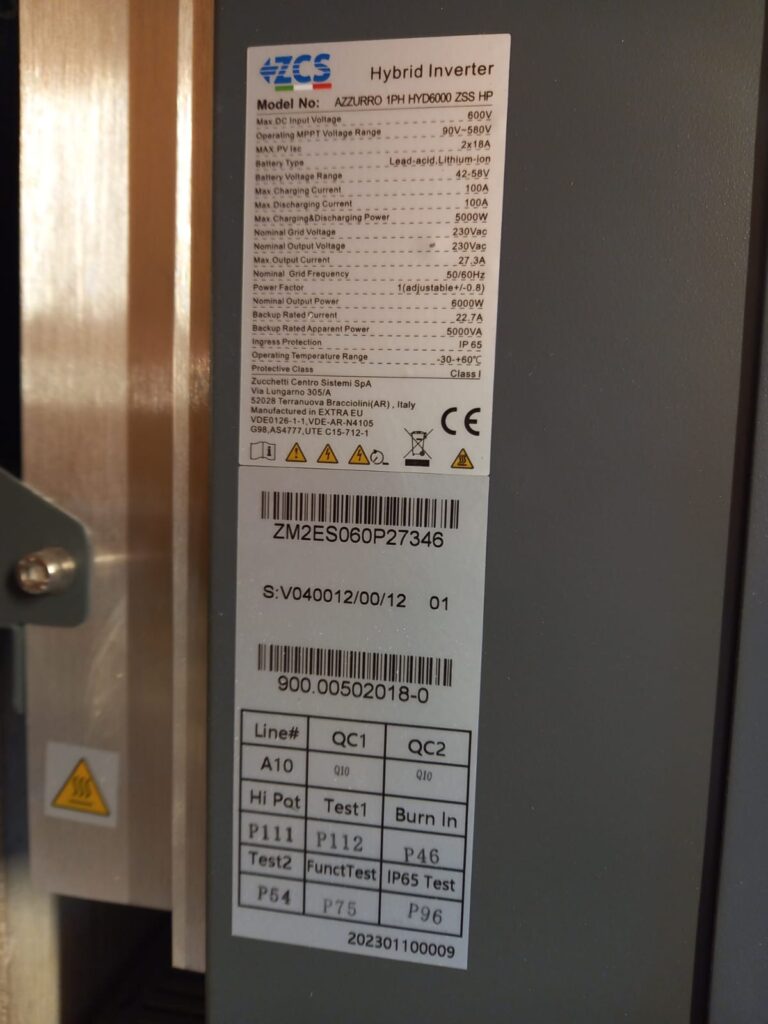 ZCS Hybrid Inverter
Model No: AZZURRO 1PH HYD6000 ZSS HP
Max DC Input Voltage 600V
Operating MPPT Voltage Range 90V~580V
MAX PV Isc 2x18A
Battery Type Lead-acid,Lithium-ion
Battery Voltage Range 42-58V
Max Charging Current 100A
Max Discharging Current 100A
Max Charging&Discharging Power 5000W
Nominal Grid Voltage 230Vac
Nominal Output Voltage 230Vac
Max Output Current 27.3A
Nominal Grid Frequency 50/60Hz
Power Factor 1(adjustable+/-0.8)
Nominal Output Power 6000W
Backup Rated Current 22.7A
Backup Rated Apparent Power 5000VA
Ingress Protection IP 65
Operating Temperature Range -30-+60℃
Protective Class Class I
Zucchetti Centro Sistemi SpA
Via Lungarno 305/A
52028 Terranuova Bracciolini(AR) , Italy
Manufactured in EXTRA EU
VDE0126-1-1,VDE-AR-N4105
G98,AS4777,UTE C15-712-1
CE
ZM2ES060P27346
S:V040012/00/12 01
900.00502018-0
Line# QC1 QC2
A10 Q10 Q10
Hi Pot Test1 Burn In
P111 P112 P46
Test2 FunctTest IP65 Test
P54 P75 P96
202301100009